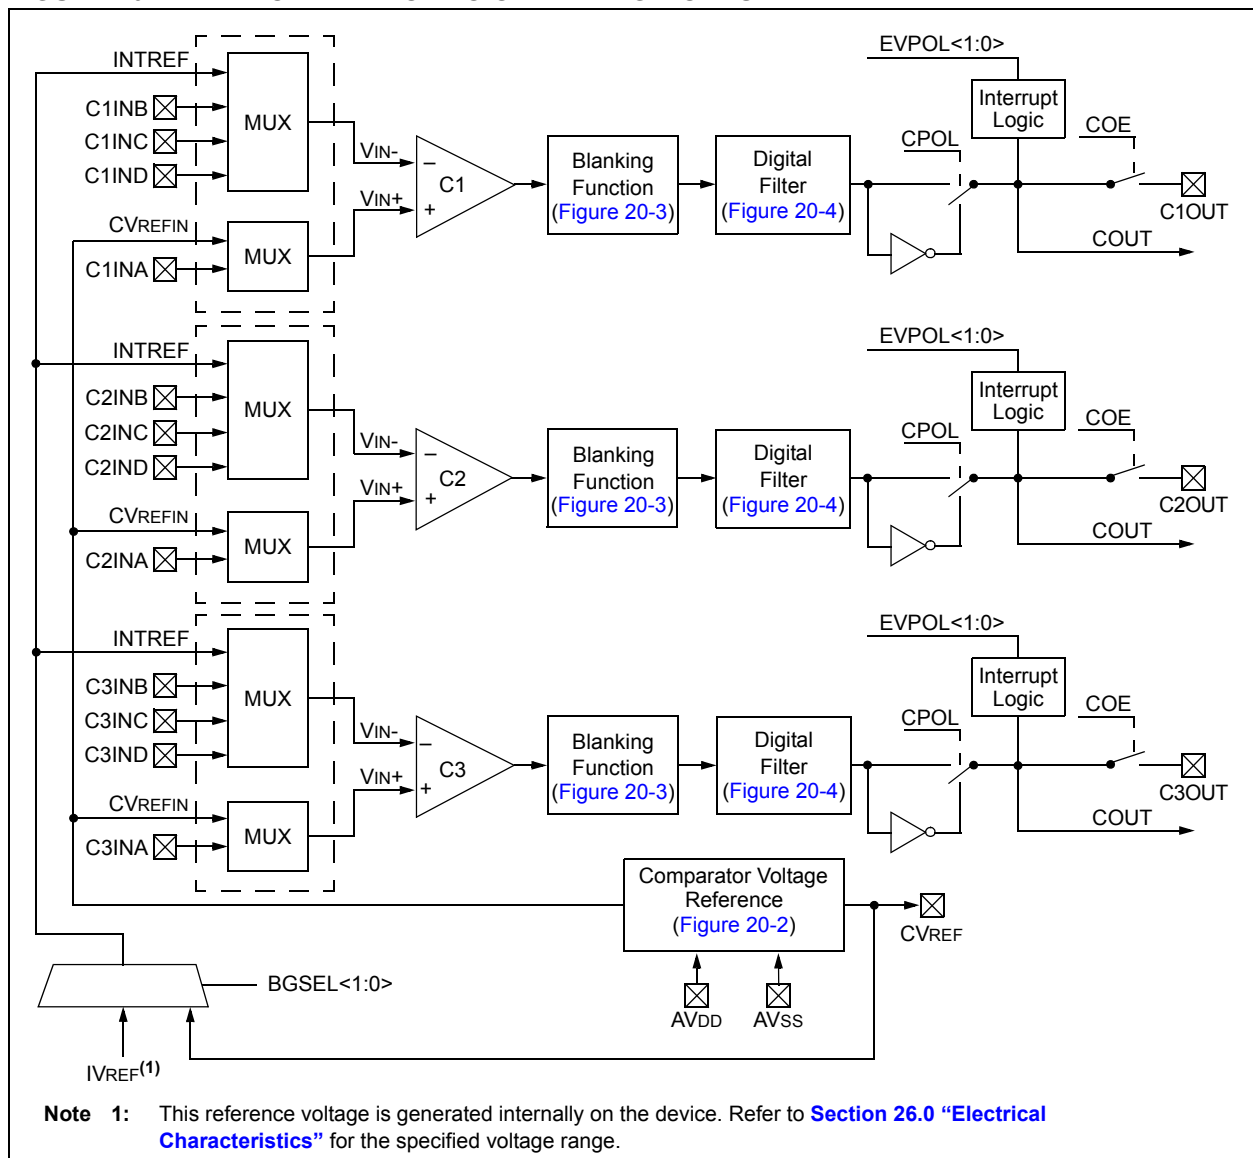 INTREF
C1INB
C1INC
C1IND
MUX
CVREFIN
C1INA
MUX
VIN-
VIN+
–
+
C1
Blanking
Function
(Figure 20-3)
Digital
Filter
(Figure 20-4)
EVPOL<1:0>
Interrupt
Logic
CPOL
COE
C1OUT
COUT
INTREF
C2INB
C2INC
C2IND
MUX
CVREFIN
C2INA
MUX
VIN-
VIN+
–
+
C2
Blanking
Function
(Figure 20-3)
Digital
Filter
(Figure 20-4)
EVPOL<1:0>
Interrupt
Logic
CPOL
COE
C2OUT
COUT
INTREF
C3INB
C3INC
C3IND
MUX
CVREFIN
C3INA
MUX
VIN-
VIN+
–
+
C3
Blanking
Function
(Figure 20-3)
Digital
Filter
(Figure 20-4)
EVPOL<1:0>
Interrupt
Logic
CPOL
COE
C3OUT
COUT
Comparator Voltage
Reference
(Figure 20-2)
CVREF
BGSEL<1:0>
AVDD
AVSS
IVREF(1)
Note 1: This reference voltage is generated internally on the device. Refer to Section 26.0 “Electrical
Characteristics” for the specified voltage range.